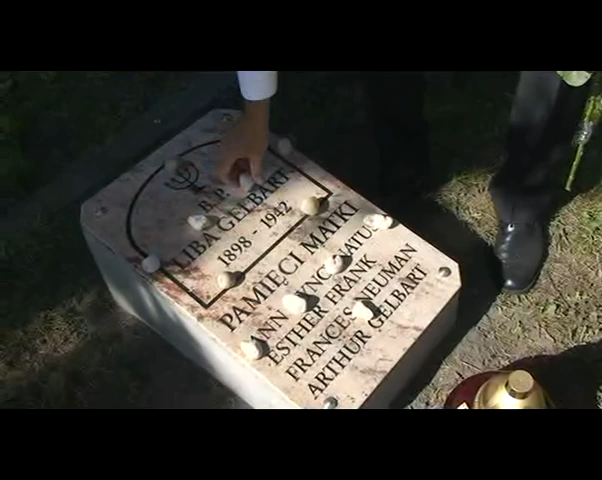 B.P.
LIBA GELBART
1898 - 1942
PAMIĘCI MATKI
ANN
ESTHER FRANK
FRANCES NEUMAN
ARTHUR GELBART